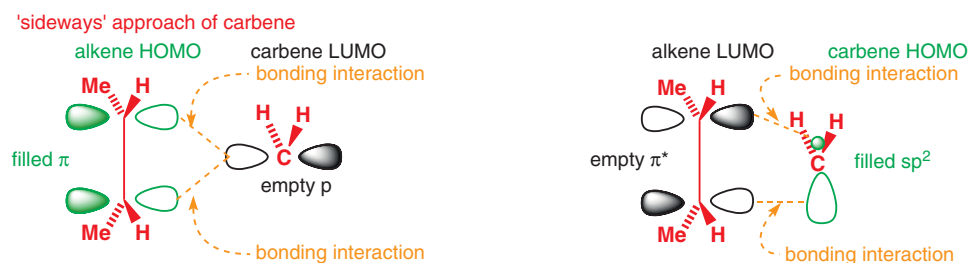 'sideways' approach of carbene
alkene HOMO
carbene LUMO
bonding interaction
Me
H
H
H
C
filled π
empty p
Me
H
bonding interaction
alkene LUMO
carbene HOMO
bonding interaction
Me
H
H
H
C
empty π*
filled sp²
Me
H
bonding interaction